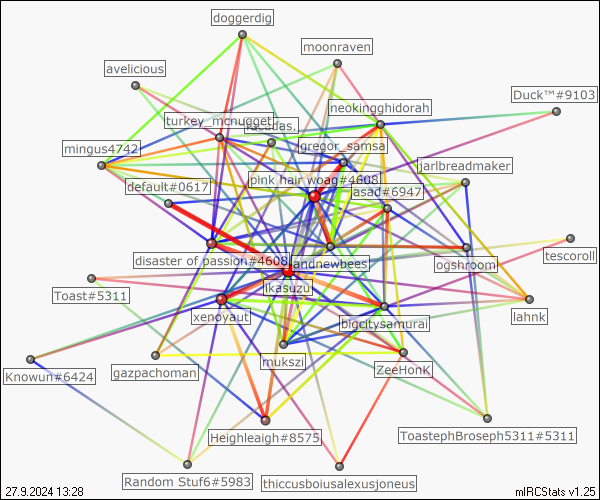 doggerdig
moonraven
avelicious
Duck™#9103
neokingghidorah
turkey_mcnugget
gregor_samsa
mingus4742
jarlbreadmaker
pink hair woag#4608
default#0617
asad#6947
disaster of passion#4608
landnewbees
ogshroom
tescoroll
ikasuzu
Toast#5311
lahnk
xenoyaut
bigcitysamurai
mukszi
ZeeHonK
gazpachoman
Knowun#6424
Heighleaigh#8575
ToastephBroseph5311#5311
Random Stuf6#5983
thiccusboiusalexusjoneus
27.9.2024 13:28
mIRCStats v1.25